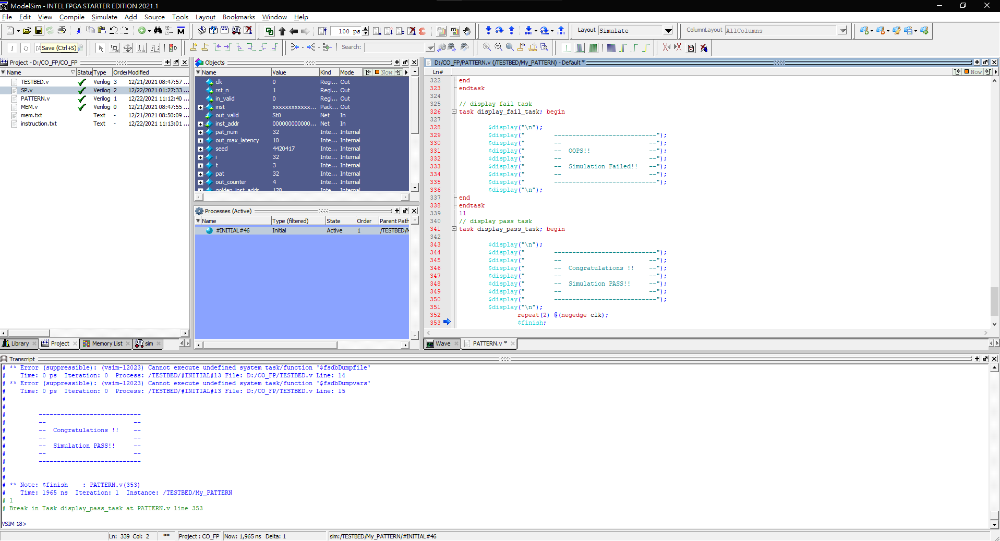 ModelSim - INTEL FPGA STARTER EDITION 2021.1
File Edit View Compile Simulate Add Source Tools Layout Bookmarks Window Help
100 ps
Layout Simulate
ColumnLayout AllColumns
Save (Ctrl+S)
Search:
Project - D:/CO_FP/CO_FP
Name Status Type Order Modified
TESTBED.v Verilog 3 12/21/2021 08:47:57 ...
SP.v Verilog 2 12/22/2021 01:27:33 ...
PATTERN.v Verilog 1 12/22/2021 11:12:40 ...
MEM.v Verilog 0 12/21/2021 08:47:55 ...
mem.txt Text - 12/21/2021 08:50:09 ...
instruction.txt Text - 12/22/2021 11:13:01 ...
Library Project Memory List sim
Objects
Name Value Kind Mode Now
clk 0 Regi... Out
rst_n 1 Regi... Out
in_valid 0 Regi... Out
inst xxxxxxxxxxxx... Pack... Out
out_valid St0 Net In
inst_addr 000000000000... Net In
pat_num 32 Inte... Internal
out_max_latency 10 Inte... Internal
seed 4420417 Inte... Internal
i 32 Inte... Internal
t 3 Inte... Internal
pat 32 Inte... Internal
out_counter 4 Inte... Internal
golden_inst_addr 128 Inte... Internal
Processes (Active)
Name Type (filtered) State Order Parent Path
#INITIAL#46 Initial Active 1 /TESTBED/M
D:/CO_FP/PATTERN.v (/TESTBED/My_PATTERN) - Default *
Ln# Now
322 end
323 endtask
324
325 // display fail task
326 task display_fail_task; begin
327
328 $display("\n");
329 $display("        ----------------------------");
330 $display("        --                        --");
331 $display("        --  OOPS!!                --");
332 $display("        --                        --");
333 $display("        --  Simulation Failed!!   --");
334 $display("        --                        --");
335 $display("        ----------------------------");
336 $display("\n");
337 end
338 endtask
339 11
340 // display pass task
341 task display_pass_task; begin
342
343 $display("\n");
344 $display("        ----------------------------");
345 $display("        --                        --");
346 $display("        --  Congratulations !!    --");
347 $display("        --                        --");
348 $display("        --  Simulation PASS!!     --");
349 $display("        --                        --");
350 $display("        ----------------------------");
351 $display("\n");
352 repeat(2) @(negedge clk);
353 $finish;
Wave PATTERN.v *
Transcript
# ** Error (suppressible): (vsim-12023) Cannot execute undefined system task/function '$fsdbDumpfile'
#    Time: 0 ps  Iteration: 0  Process: /TESTBED/#INITIAL#13 File: D:/CO_FP/TESTBED.v Line: 14
# ** Error (suppressible): (vsim-12023) Cannot execute undefined system task/function '$fsdbDumpvars'
#    Time: 0 ps  Iteration: 0  Process: /TESTBED/#INITIAL#13 File: D:/CO_FP/TESTBED.v Line: 15
#
#
#         ----------------------------
#         --                        --
#         --  Congratulations !!    --
#         --                        --
#         --  Simulation PASS!!     --
#         --                        --
#         ----------------------------
#
#
# ** Note: $finish    : PATTERN.v(353)
#    Time: 1965 ns  Iteration: 1  Instance: /TESTBED/My_PATTERN
# 1
# Break in Task display_pass_task at PATTERN.v line 353
VSIM 18>
Ln: 339 Col: 2 ** Project : CO_FP Now: 1,965 ns Delta: 1 sim:/TESTBED/My_PATTERN/#INITIAL#46